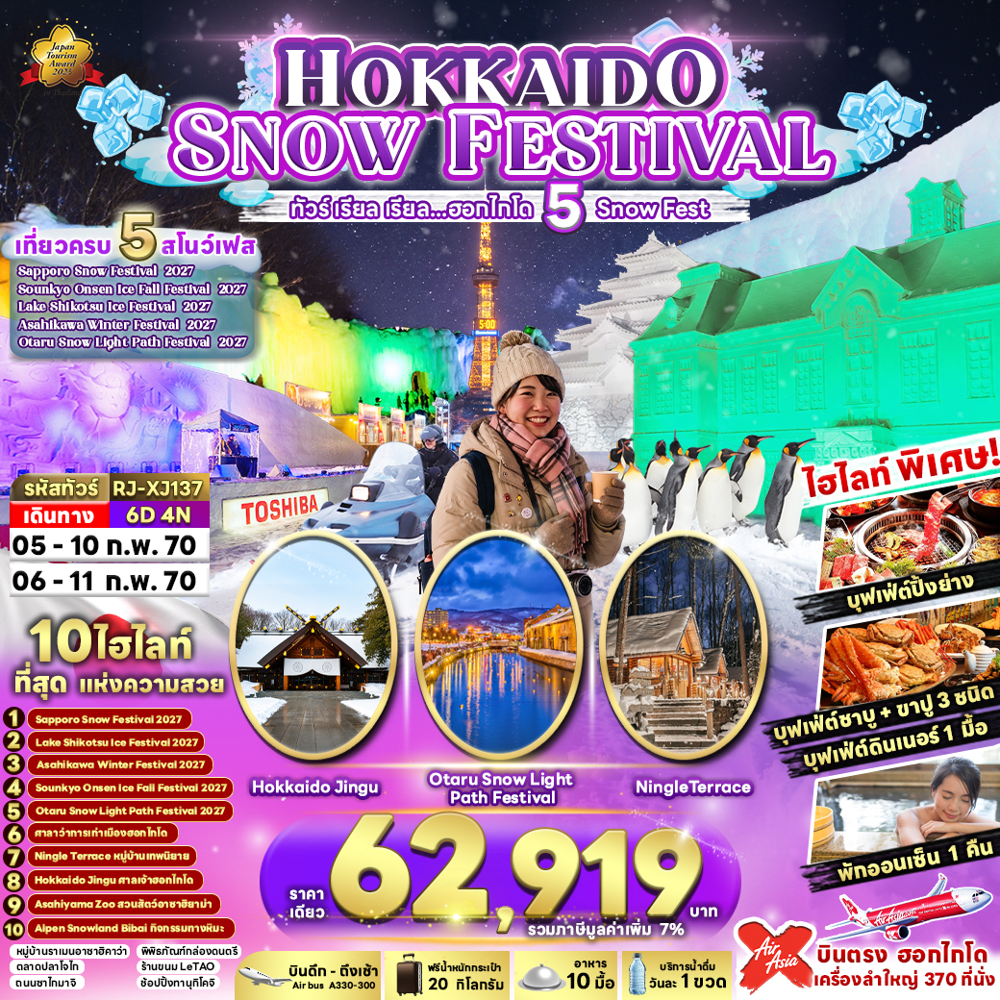 Japan
Tourism
Award
2025
in Thailand
HOKKAIDO
SNOW FESTIVAL
ทัวร์ เรียล เรียล...ฮอกไกโด 5 Snow Fest
เที่ยวครบ 5 สโนว์เฟส
Sapporo Snow Festival 2027
Sounkyo Onsen Ice Fall Festival 2027
Lake Shikotsu Ice Festival 2027
Asahikawa Winter Festival 2027
Otaru Snow Light Path Festival 2027
5:00
TOSHIBA
รหัสทัวร์ RJ-XJ137
เดินทาง 6D 4N
05 - 10 ก.พ. 70
06 - 11 ก.พ. 70
ไฮไลท์ พิเศษ!
บุฟเฟ่ต์ปิ้งย่าง
บุฟเฟ่ต์ชาบู + ขาปู 3 ชนิด
บุฟเฟ่ต์ดินเนอร์ 1 มื้อ
พักออนเซ็น 1 คืน
10 ไฮไลท์
ที่สุด แห่งความสวย
1 Sapporo Snow Festival 2027
2 Lake Shikotsu Ice Festival 2027
3 Asahikawa Winter Festival 2027
4 Sounkyo Onsen Ice Fall Festival 2027
5 Otaru Snow Light Path Festival 2027
6 ศาลาว่าการเก่าเมืองฮอกไกโด
7 Ningle Terrace หมู่บ้านเทพนิยาย
8 Hokkaido Jingu ศาลเจ้าฮอกไกโด
9 Asahiyama Zoo สวนสัตว์อาซาฮิยาม่า
10 Alpen Snowland Bibai กิจกรรมทางหิมะ
หมู่บ้านราเมนอาซาฮิคาว่า พิพิธภัณฑ์กล่องดนตรี
ตลาดปลาโจไก ร้านขนม LeTAO
ถนนซาไกมาจิ ช้อปปิ้งทานุกิโคจิ
Hokkaido Jingu
Otaru Snow Light
Path Festival
NingleTerrace
ราคา
เดียว
62,919
บาท
รวมภาษีมูลค่าเพิ่ม 7%
บินดึก - ถึงเช้า
Air bus A330-300
ฟรีน้ำหนักกระเป๋า
20 กิโลกรัม
อาหาร
10 มื้อ
บริการน้ำดื่ม
วันละ 1 ขวด
AirAsia
Air
Asia
X
บินตรง ฮอกไกโด
เครื่องลำใหญ่ 370 ที่นั่ง